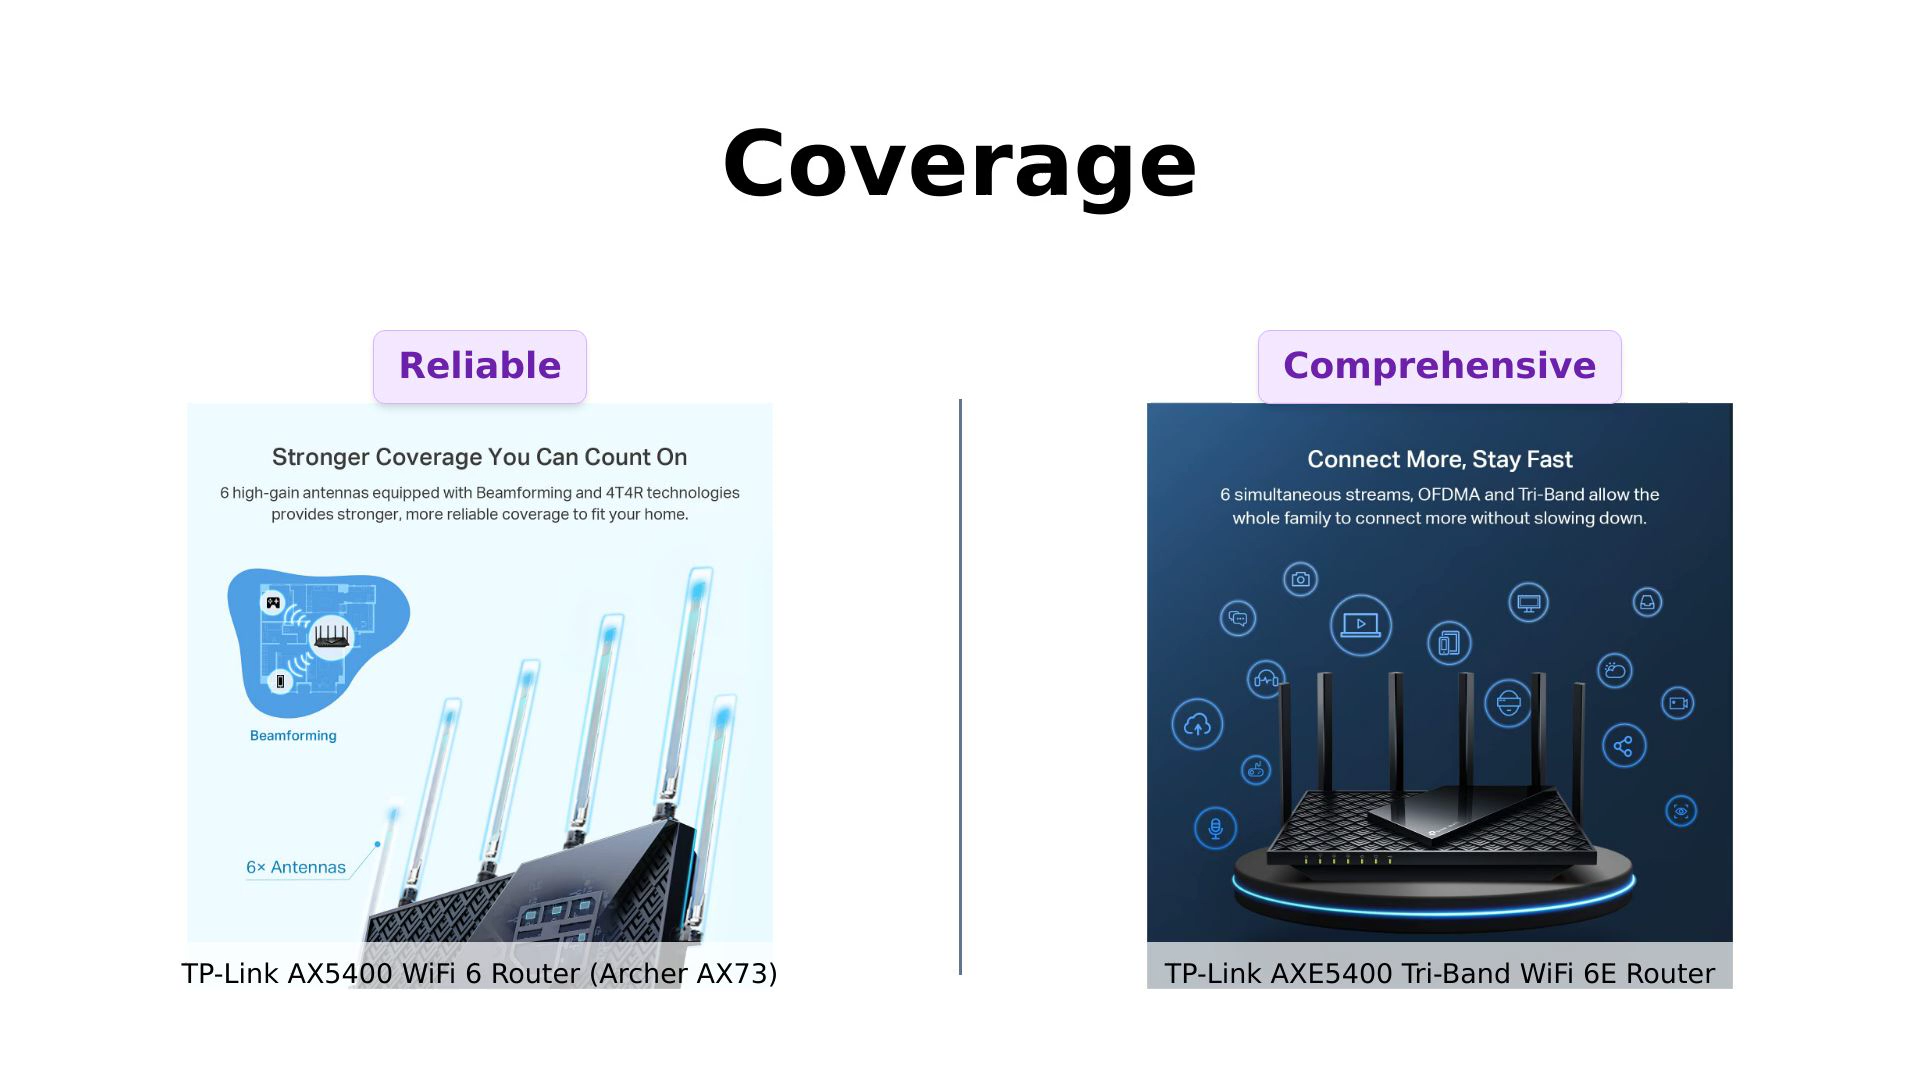 Coverage
Reliable
Stronger Coverage You Can Count On
6 high-gain antennas equipped with Beamforming and 4T4R technologies
provides stronger, more reliable coverage to fit your home.
Beamforming
6× Antennas
TP-Link AX5400 WiFi 6 Router (Archer AX73)
Comprehensive
Connect More, Stay Fast
6 simultaneous streams, OFDMA and Tri-Band allow the
whole family to connect more without slowing down.
TP-Link AXE5400 Tri-Band WiFi 6E Router